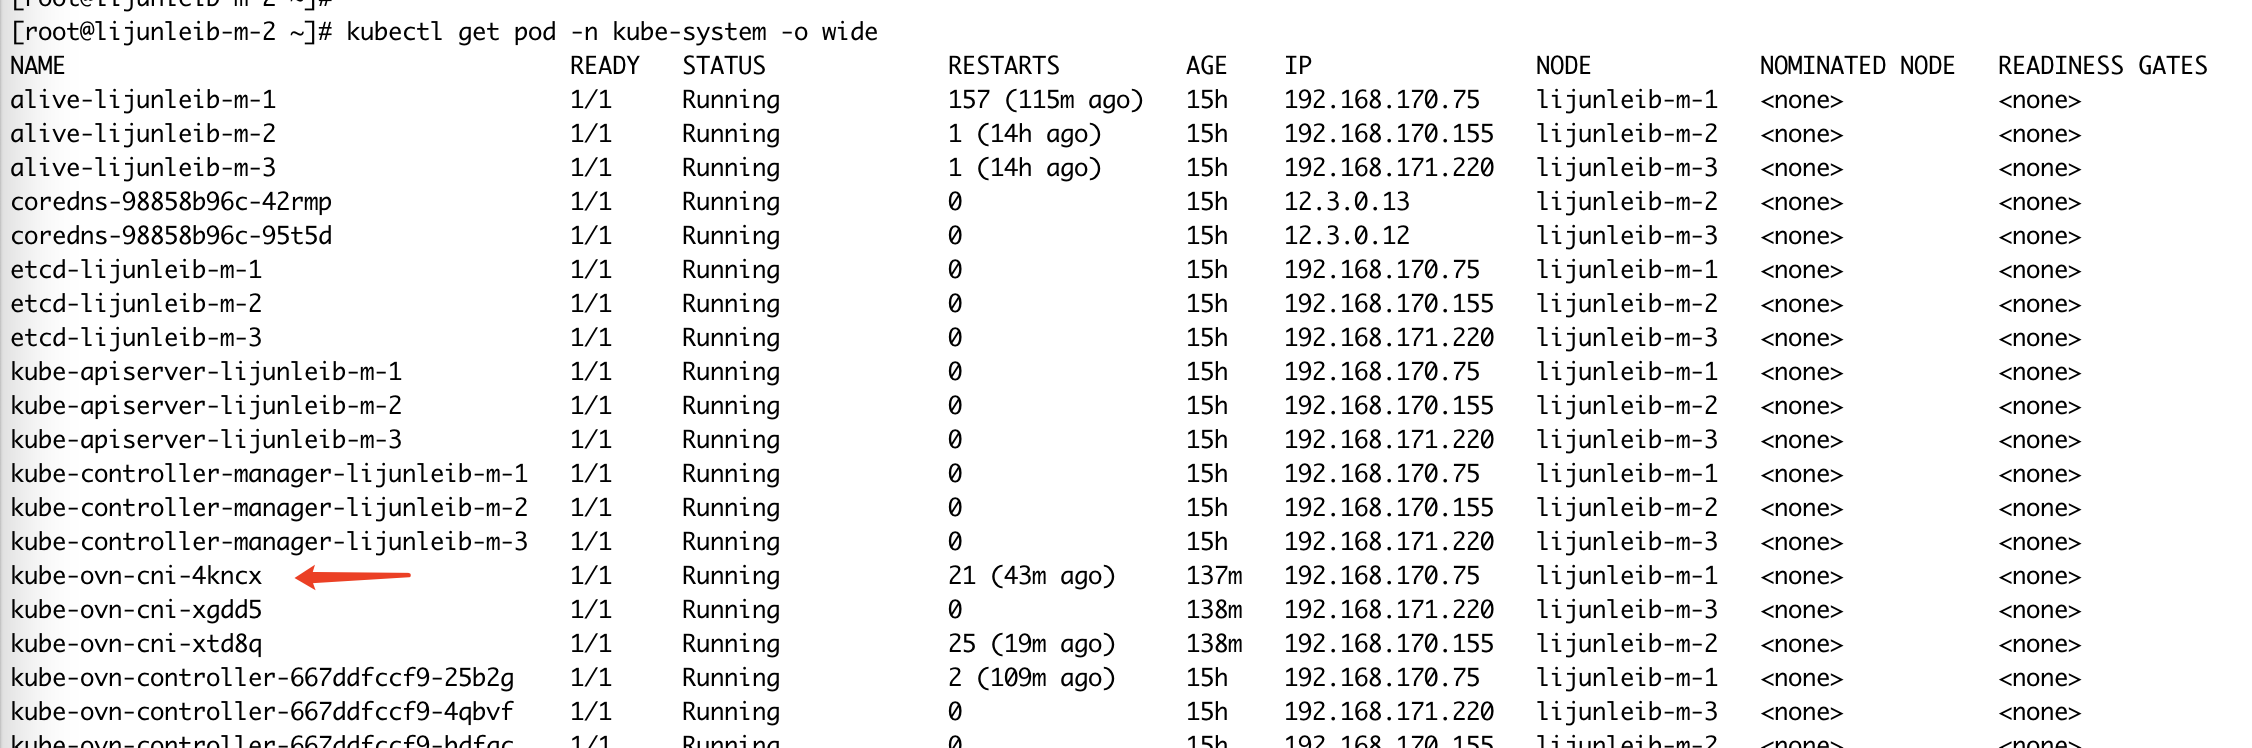 [root@lijunleib-m-2 ~]#
[root@lijunleib-m-2 ~]# kubectl get pod -n kube-system -o wide
NAME READY STATUS RESTARTS AGE IP NODE NOMINATED NODE READINESS GATES
alive-lijunleib-m-1 1/1 Running 157 (115m ago) 15h 192.168.170.75 lijunleib-m-1 <none> <none>
alive-lijunleib-m-2 1/1 Running 1 (14h ago) 15h 192.168.170.155 lijunleib-m-2 <none> <none>
alive-lijunleib-m-3 1/1 Running 1 (14h ago) 15h 192.168.171.220 lijunleib-m-3 <none> <none>
coredns-98858b96c-42rmp 1/1 Running 0 15h 12.3.0.13 lijunleib-m-2 <none> <none>
coredns-98858b96c-95t5d 1/1 Running 0 15h 12.3.0.12 lijunleib-m-3 <none> <none>
etcd-lijunleib-m-1 1/1 Running 0 15h 192.168.170.75 lijunleib-m-1 <none> <none>
etcd-lijunleib-m-2 1/1 Running 0 15h 192.168.170.155 lijunleib-m-2 <none> <none>
etcd-lijunleib-m-3 1/1 Running 0 15h 192.168.171.220 lijunleib-m-3 <none> <none>
kube-apiserver-lijunleib-m-1 1/1 Running 0 15h 192.168.170.75 lijunleib-m-1 <none> <none>
kube-apiserver-lijunleib-m-2 1/1 Running 0 15h 192.168.170.155 lijunleib-m-2 <none> <none>
kube-apiserver-lijunleib-m-3 1/1 Running 0 15h 192.168.171.220 lijunleib-m-3 <none> <none>
kube-controller-manager-lijunleib-m-1 1/1 Running 0 15h 192.168.170.75 lijunleib-m-1 <none> <none>
kube-controller-manager-lijunleib-m-2 1/1 Running 0 15h 192.168.170.155 lijunleib-m-2 <none> <none>
kube-controller-manager-lijunleib-m-3 1/1 Running 0 15h 192.168.171.220 lijunleib-m-3 <none> <none>
kube-ovn-cni-4kncx 1/1 Running 21 (43m ago) 137m 192.168.170.75 lijunleib-m-1 <none> <none>
kube-ovn-cni-xgdd5 1/1 Running 0 138m 192.168.171.220 lijunleib-m-3 <none> <none>
kube-ovn-cni-xtd8q 1/1 Running 25 (19m ago) 138m 192.168.170.155 lijunleib-m-2 <none> <none>
kube-ovn-controller-667ddfccf9-25b2g 1/1 Running 2 (109m ago) 15h 192.168.170.75 lijunleib-m-1 <none> <none>
kube-ovn-controller-667ddfccf9-4qbvf 1/1 Running 0 15h 192.168.171.220 lijunleib-m-3 <none> <none>
1/1 Running 0 15h 192.168.170.155 lijunleib-m-2 <none> <none>